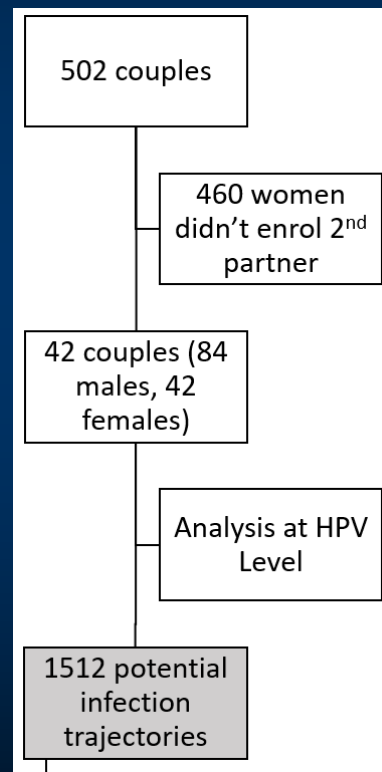 502 couples
460 women
didn’t enrol 2nd
partner
42 couples (84
males, 42
females)
Analysis at HPV
Level
1512 potential
infection
trajectories